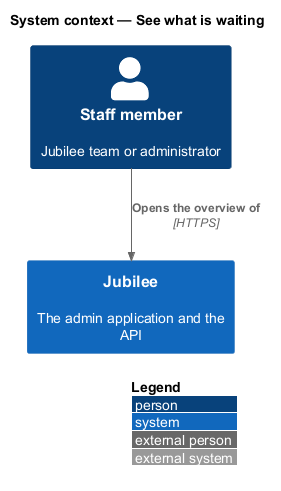 System context — See what is waiting
Staff member
Jubilee team or administrator
Opens the overview of
[HTTPS]
Jubilee
The admin application and the
API
Legend
person
system
external person
external system